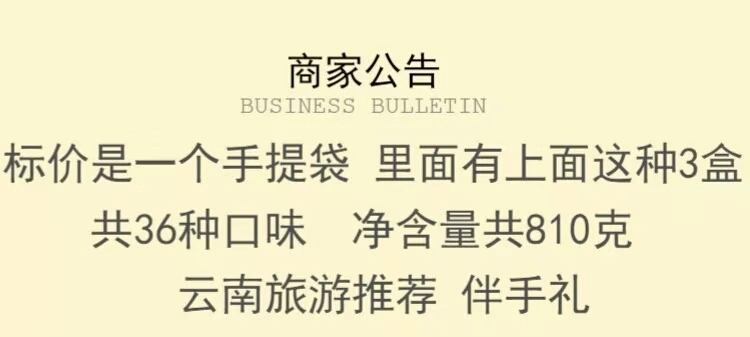 商家公告
BUSINESS BULLETIN
标价是一个手提袋 里面有上面这种3盒
共36种口味 净含量共810克
云南旅游推荐 伴手礼